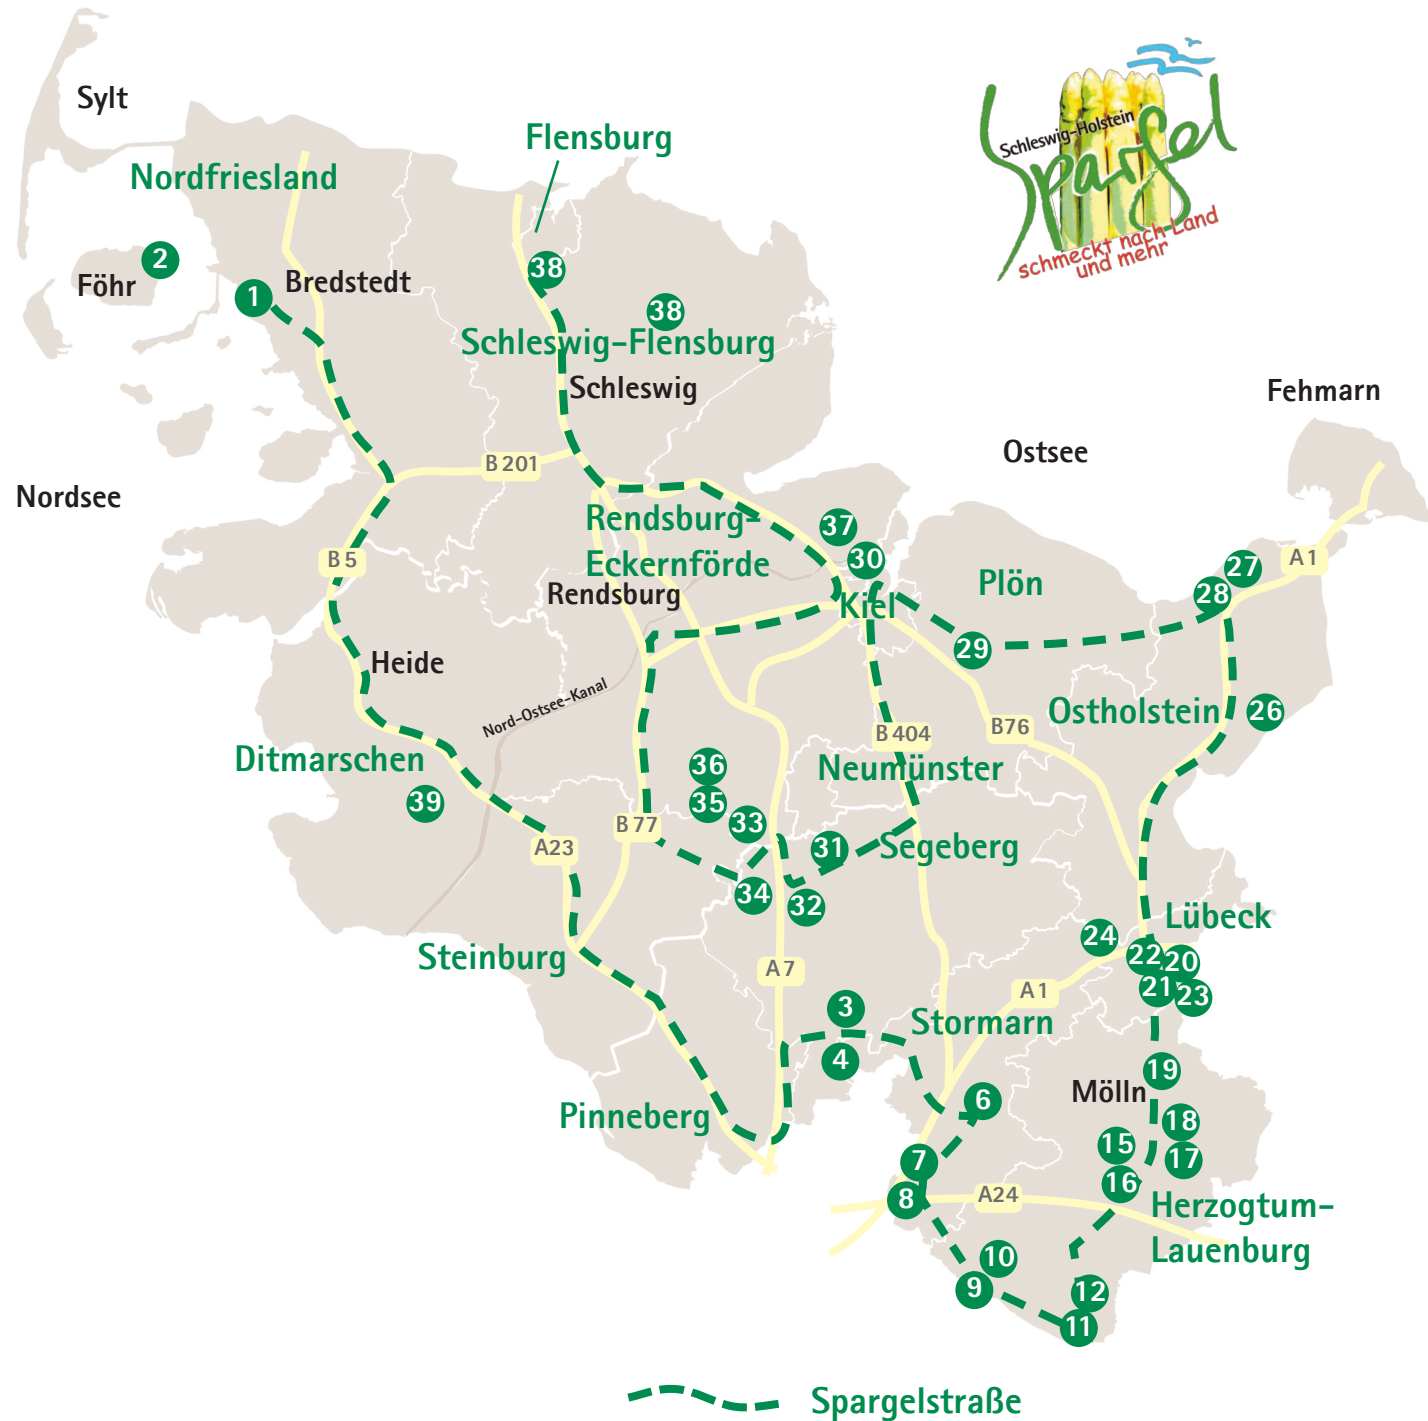 Sylt
Flensburg
Schleswig-Holstein
Spargel
schmeckt nach Land
und mehr
Nordfriesland
2
Föhr
1
Bredstedt
38
38
Schleswig-Flensburg
Schleswig
Fehmarn
Ostsee
B 201
Nordsee
Rendsburg-
Eckernförde
Rendsburg
37
30
Kiel
Plön
A 1
27
28
B 5
29
Heide
Nord-Ostsee-Kanal
Ostholstein
26
B 404
B76
Ditmarschen
39
36
35
33
Neumünster
B 77
A23
31
Segeberg
34
32
Lübeck
24
22
20
21
23
Steinburg
A 7
A 1
3
Stormarn
4
19
Mölln
6
18
15
17
Pinneberg
7
16
8
A24
Herzogtum-
Lauenburg
10
9
12
11
Spargelstraße